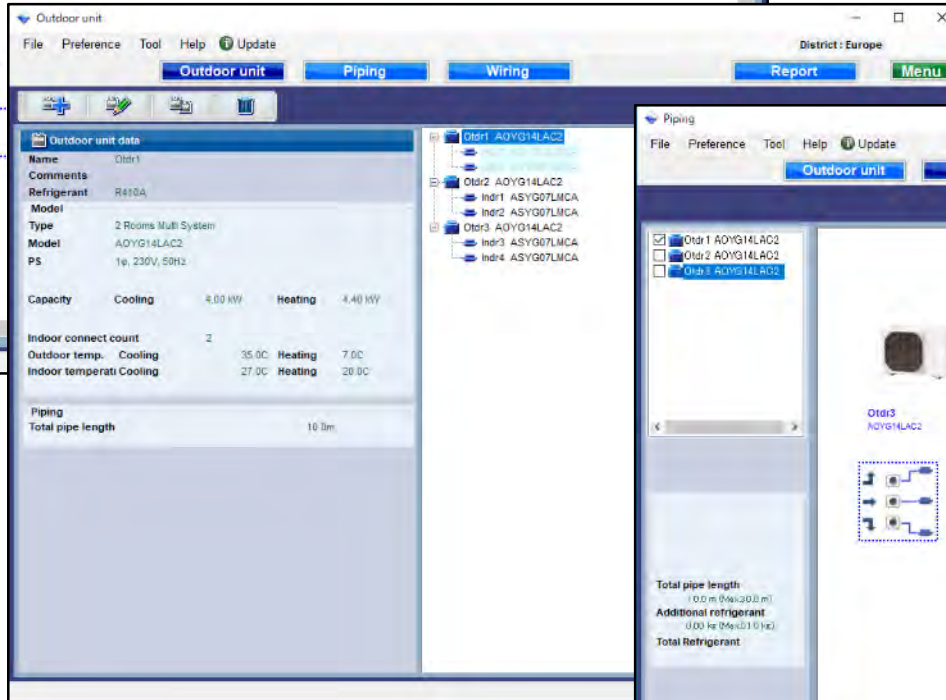 Outdoor unit
File Preference Tool Help Update
District : Europe
Outdoor unit Piping Wiring Report Menu
Outdoor unit data
Name Otdr1
Comments
Refrigerant R410A
Model
Type 2 Rooms Multi System
Model AOYG14LAC2
PS 1φ, 230V, 50Hz
Capacity Cooling 4.00 kW Heating 4.40 kW
Indoor connect count 2
Outdoor temp. Cooling 35.0C Heating 7.0C
Indoor temperati Cooling 27.0C Heating 20.0C
Piping
Total pipe length 10.0m
Otdr1 AOYG14LAC2
Otdr2 AOYG14LAC2
Indr1 ASYG07LMCA
Indr2 ASYG07LMCA
Otdr3 AOYG14LAC2
Indr3 ASYG07LMCA
Indr4 ASYG07LMCA
Piping
File Preference Tool Help Update
Outdoor unit
Otdr1 AOYG14LAC2
Otdr2 AOYG14LAC2
Otdr3 AOYG14LAC2
Otdr3
AOYG14LAC2
Total pipe length
Additional refrigerant
Total Refrigerant